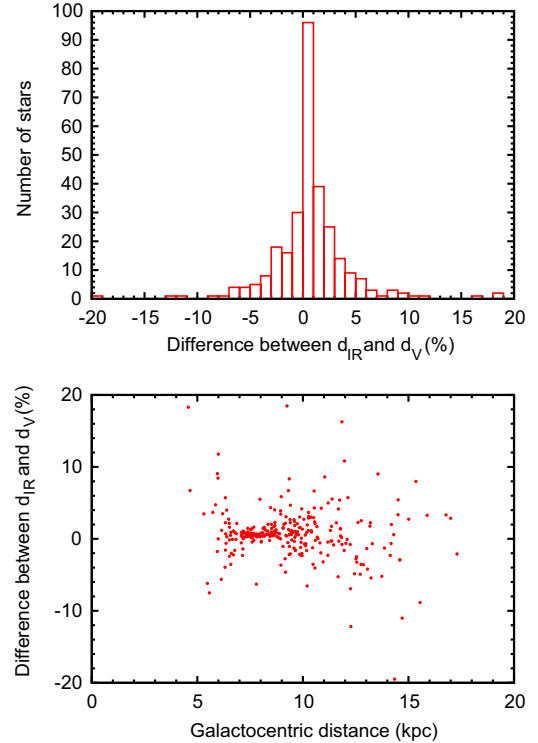 Number of stars
100
90
80
70
60
50
40
30
20
10
0
-20 -15 -10 -5 0 5 10 15 20
Difference between d_IR and d_V(%)
Difference between d_IR and d_V(%)
20
10
0
-10
-20
0 5 10 15 20
Galactocentric distance (kpc)